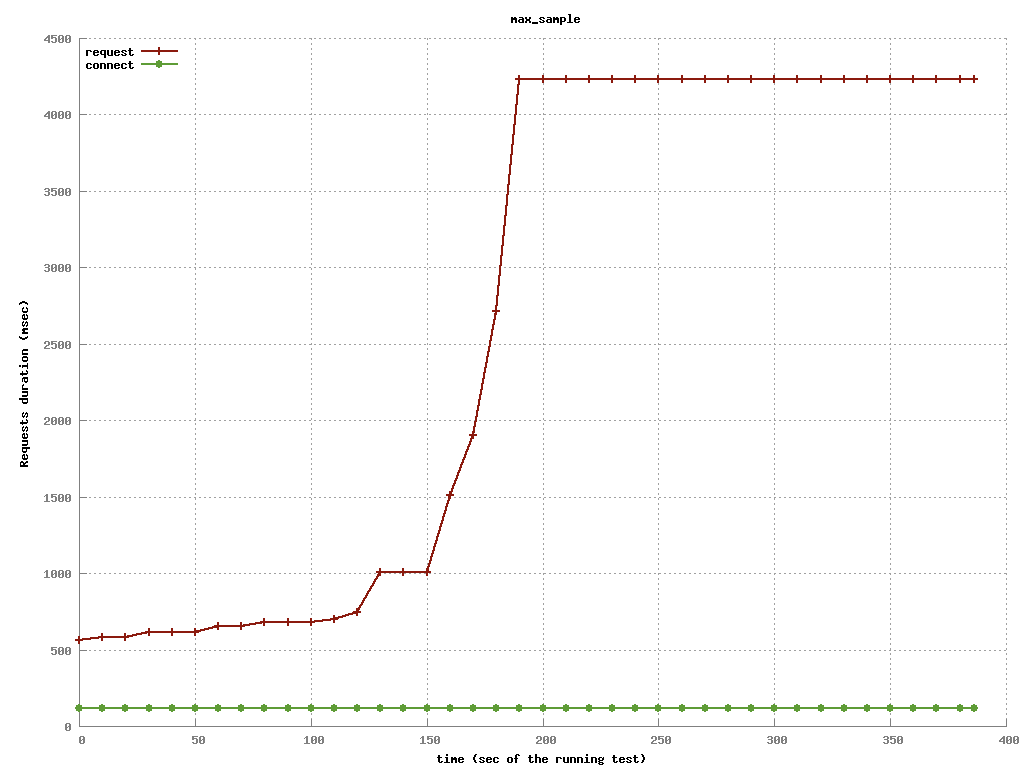 max_sample
4500
request
connect
4000
3500
3000
2500
2000
1500
1000
500
0
Requests duration (msec)
0 50 100 150 200 250 300 350 400
time (sec of the running test)